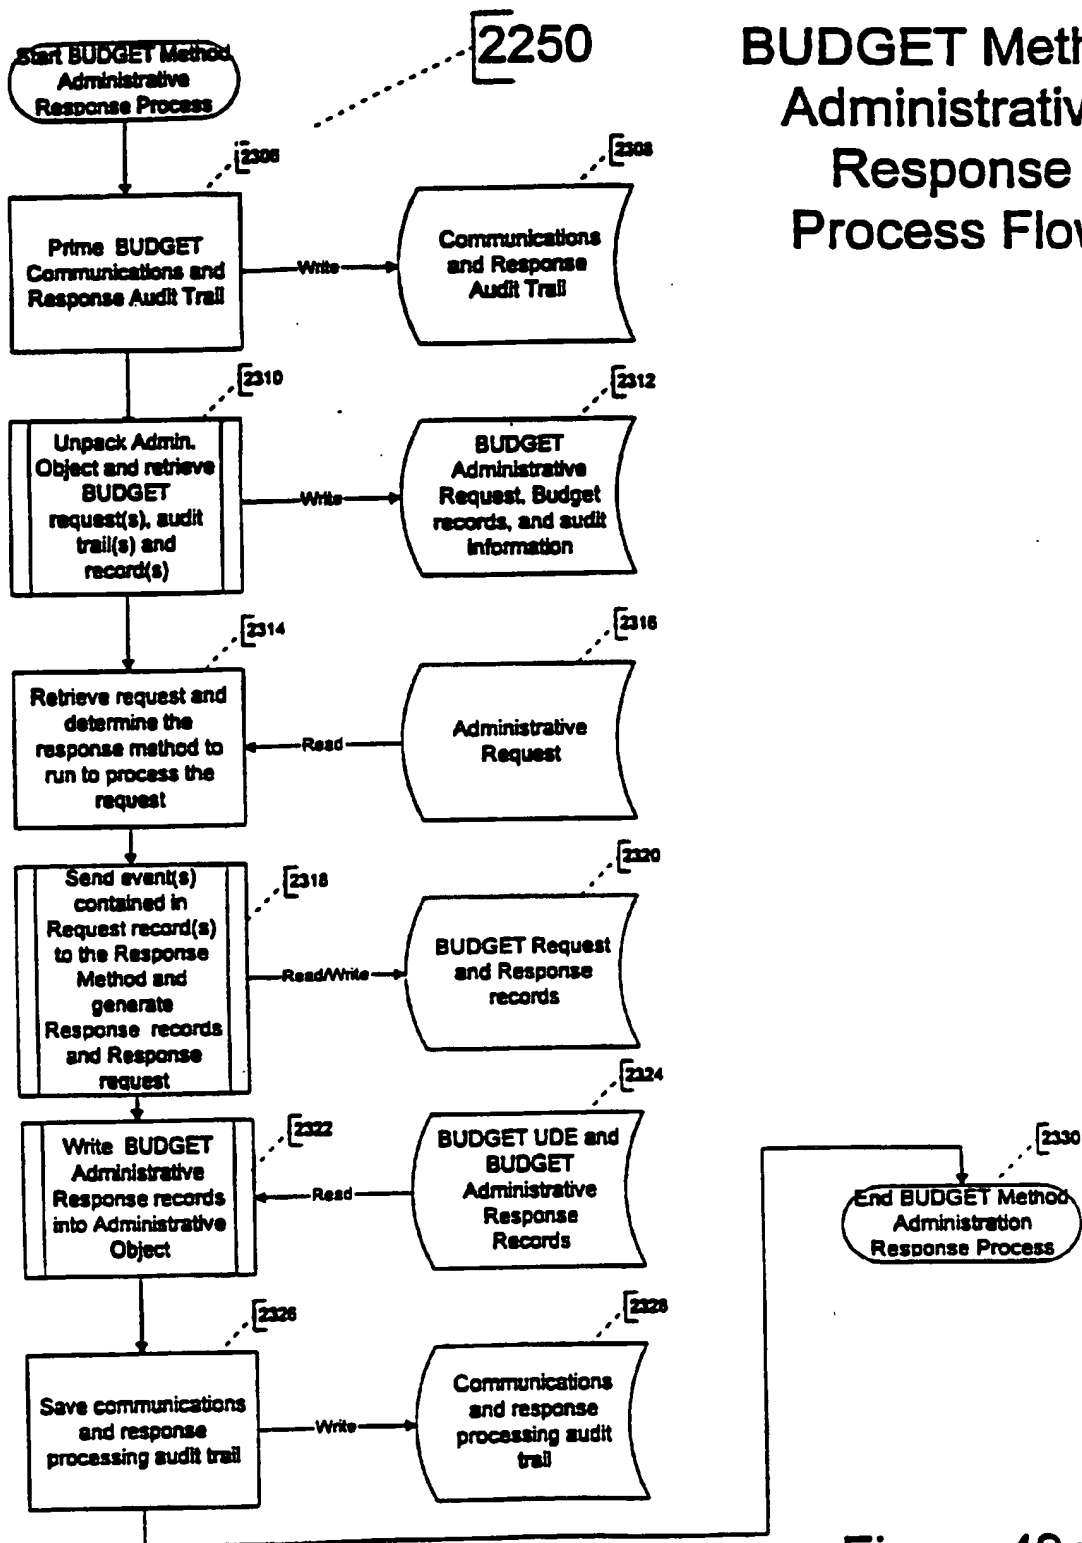 2250
BUDGET Meth
Administrativ
Response
Process Flov
Start BUDGET Method
Administrative
Response Process
2306
Prime BUDGET
Communications and
Response Audit Trail
Write
2308
Communications
and Response
Audit Trail
2310
Unpack Admin.
Object and retrieve
BUDGET
request(s), audit
trail(s) and
record(s)
Write
2312
BUDGET
Administrative
Request, Budget
records, and audit
information
2314
Retrieve request and
determine the
response method to
run to process the
request
Read
2316
Administrative
Request
2318
Send event(s)
contained in
Request record(s)
to the Response
Method and
generate
Response records
and Response
request
Read/Write
2320
BUDGET Request
and Response
records
2322
Write BUDGET
Administrative
Response records
into Administrative
Object
Read
2324
BUDGET UDE and
BUDGET
Administrative
Response
Records
2326
Save communications
and response
processing audit trail
Write
2328
Communications
and response
processing audit
trail
2330
End BUDGET Method
Administration
Response Process